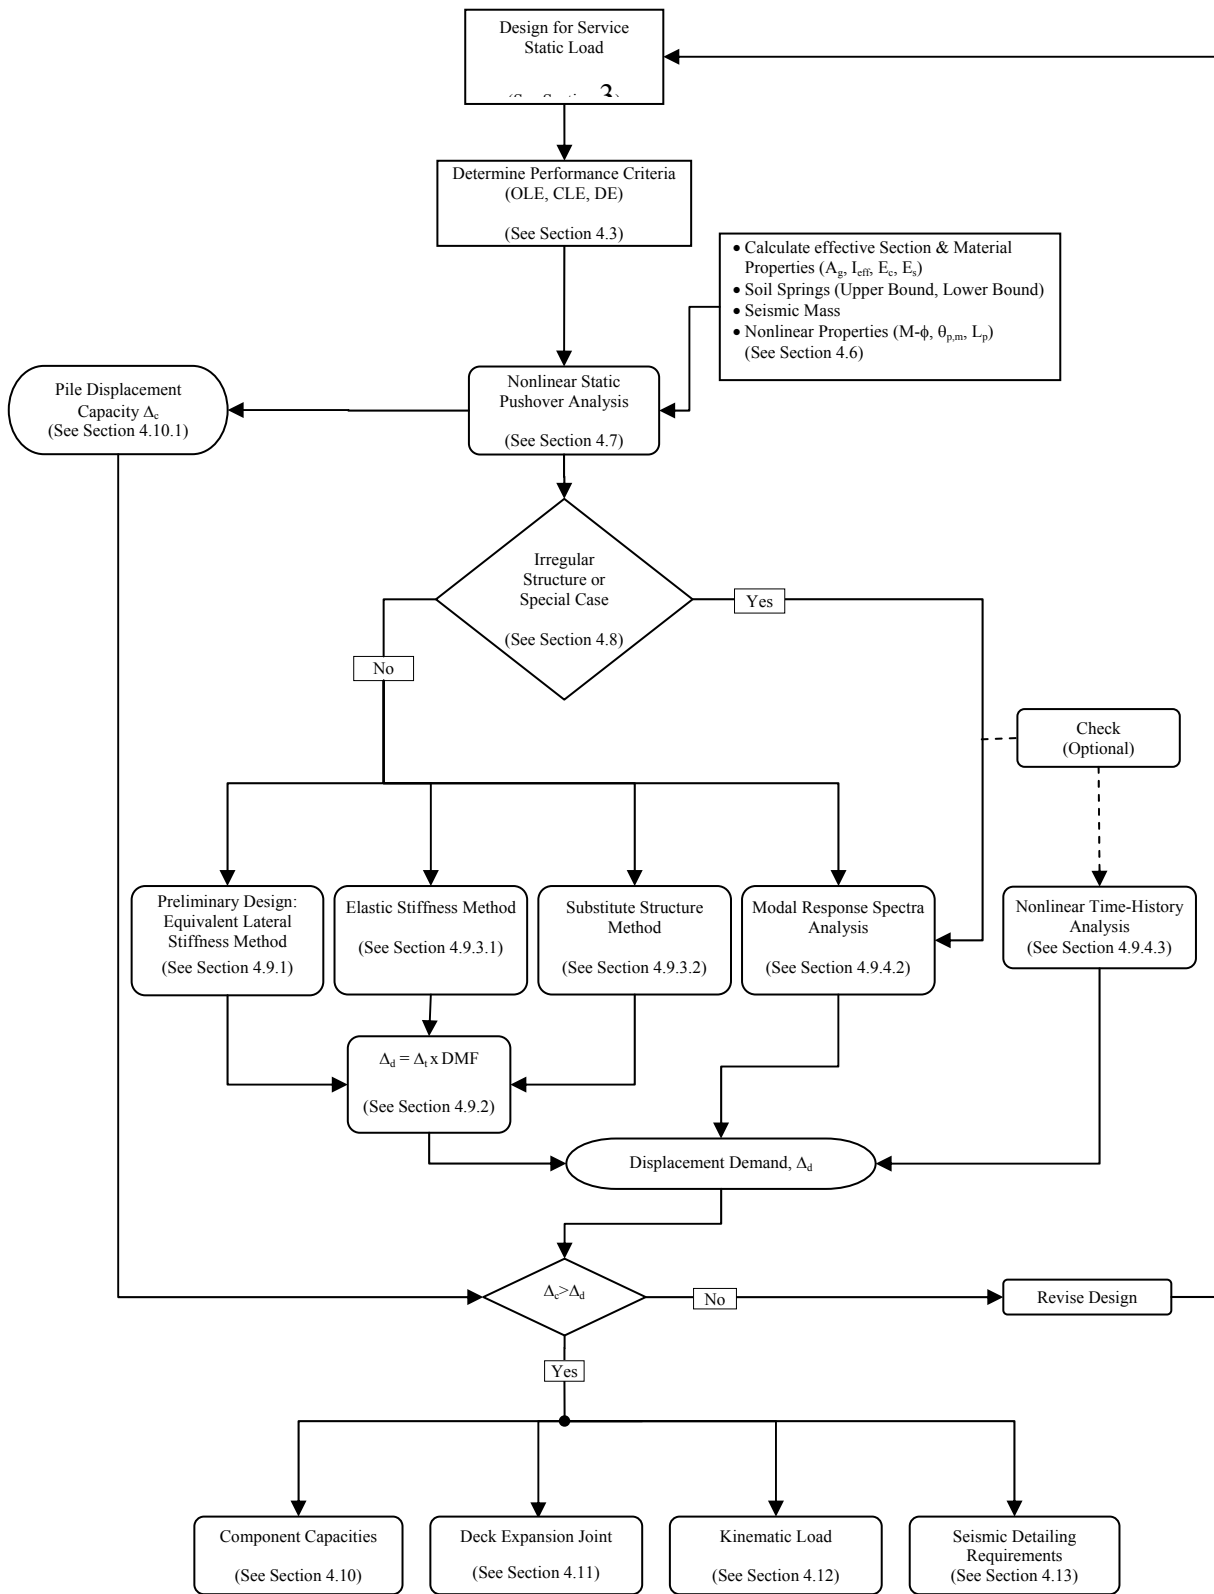 Design for Service
Static Load
3
Determine Performance Criteria
(OLE, CLE, DE)
(See Section 4.3)
• Calculate effective Section & Material
Properties (Ag, Ieff, Ec, Es)
• Soil Springs (Upper Bound, Lower Bound)
• Seismic Mass
• Nonlinear Properties (M-ϕ, θp,m, Lp)
(See Section 4.6)
Pile Displacement
Capacity Δc
(See Section 4.10.1)
Nonlinear Static
Pushover Analysis
(See Section 4.7)
Irregular
Structure or
Special Case
(See Section 4.8)
Yes
No
Check
(Optional)
Preliminary Design:
Equivalent Lateral
Stiffness Method
(See Section 4.9.1)
Elastic Stiffness Method
(See Section 4.9.3.1)
Substitute Structure
Method
(See Section 4.9.3.2)
Modal Response Spectra
Analysis
(See Section 4.9.4.2)
Nonlinear Time-History
Analysis
(See Section 4.9.4.3)
Δd = Δt x DMF
(See Section 4.9.2)
Displacement Demand, Δd
Δc>Δd
No
Revise Design
Yes
Component Capacities
(See Section 4.10)
Deck Expansion Joint
(See Section 4.11)
Kinematic Load
(See Section 4.12)
Seismic Detailing
Requirements
(See Section 4.13)